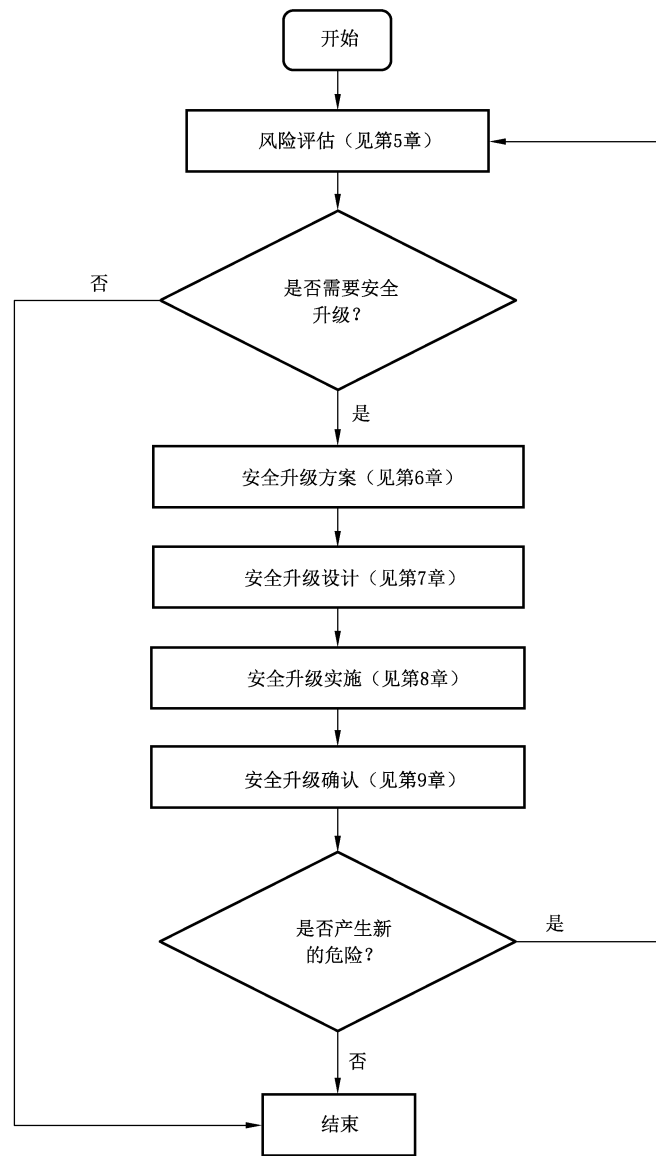 开始
风险评估（见第5章）
否
是否需要安全
升级？
是
安全升级方案（见第6章）
安全升级设计（见第7章）
安全升级实施（见第8章）
安全升级确认（见第9章）
是否产生新
的危险？
是
否
结束